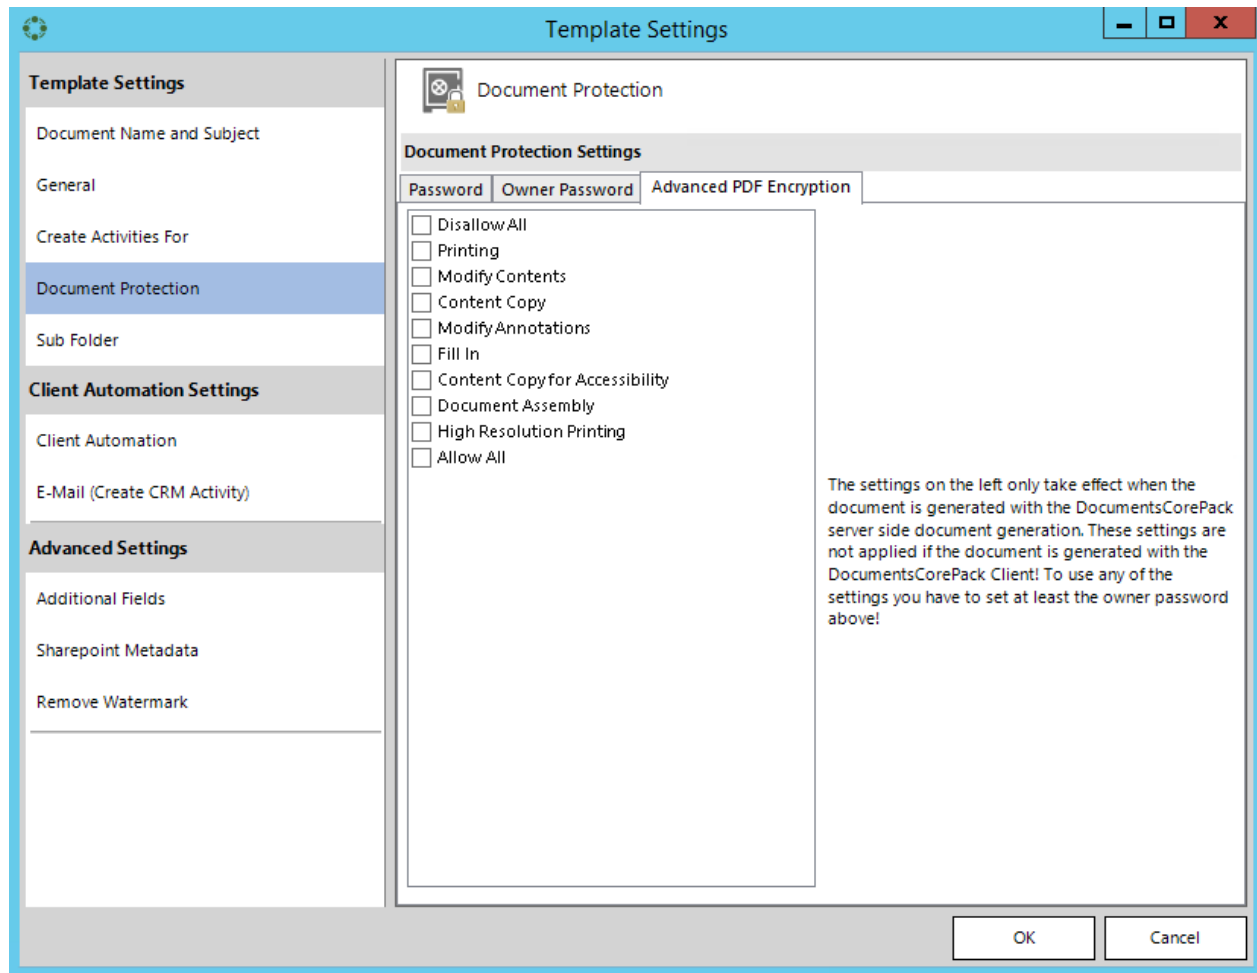 Template Settings
Template Settings
Document Name and Subject
General
Create Activities For
Document Protection
Sub Folder
Client Automation Settings
Client Automation
E-Mail (Create CRM Activity)
Advanced Settings
Additional Fields
Sharepoint Metadata
Remove Watermark
Document Protection
Document Protection Settings
Password Owner Password Advanced PDF Encryption
Disallow All
Printing
Modify Contents
Content Copy
Modify Annotations
Fill In
Content Copy for Accessibility
Document Assembly
High Resolution Printing
Allow All
The settings on the left only take effect when the
document is generated with the DocumentsCorePack
server side document generation. These settings are
not applied if the document is generated with the
DocumentsCorePack Client! To use any of the
settings you have to set at least the owner password
above!
OK Cancel